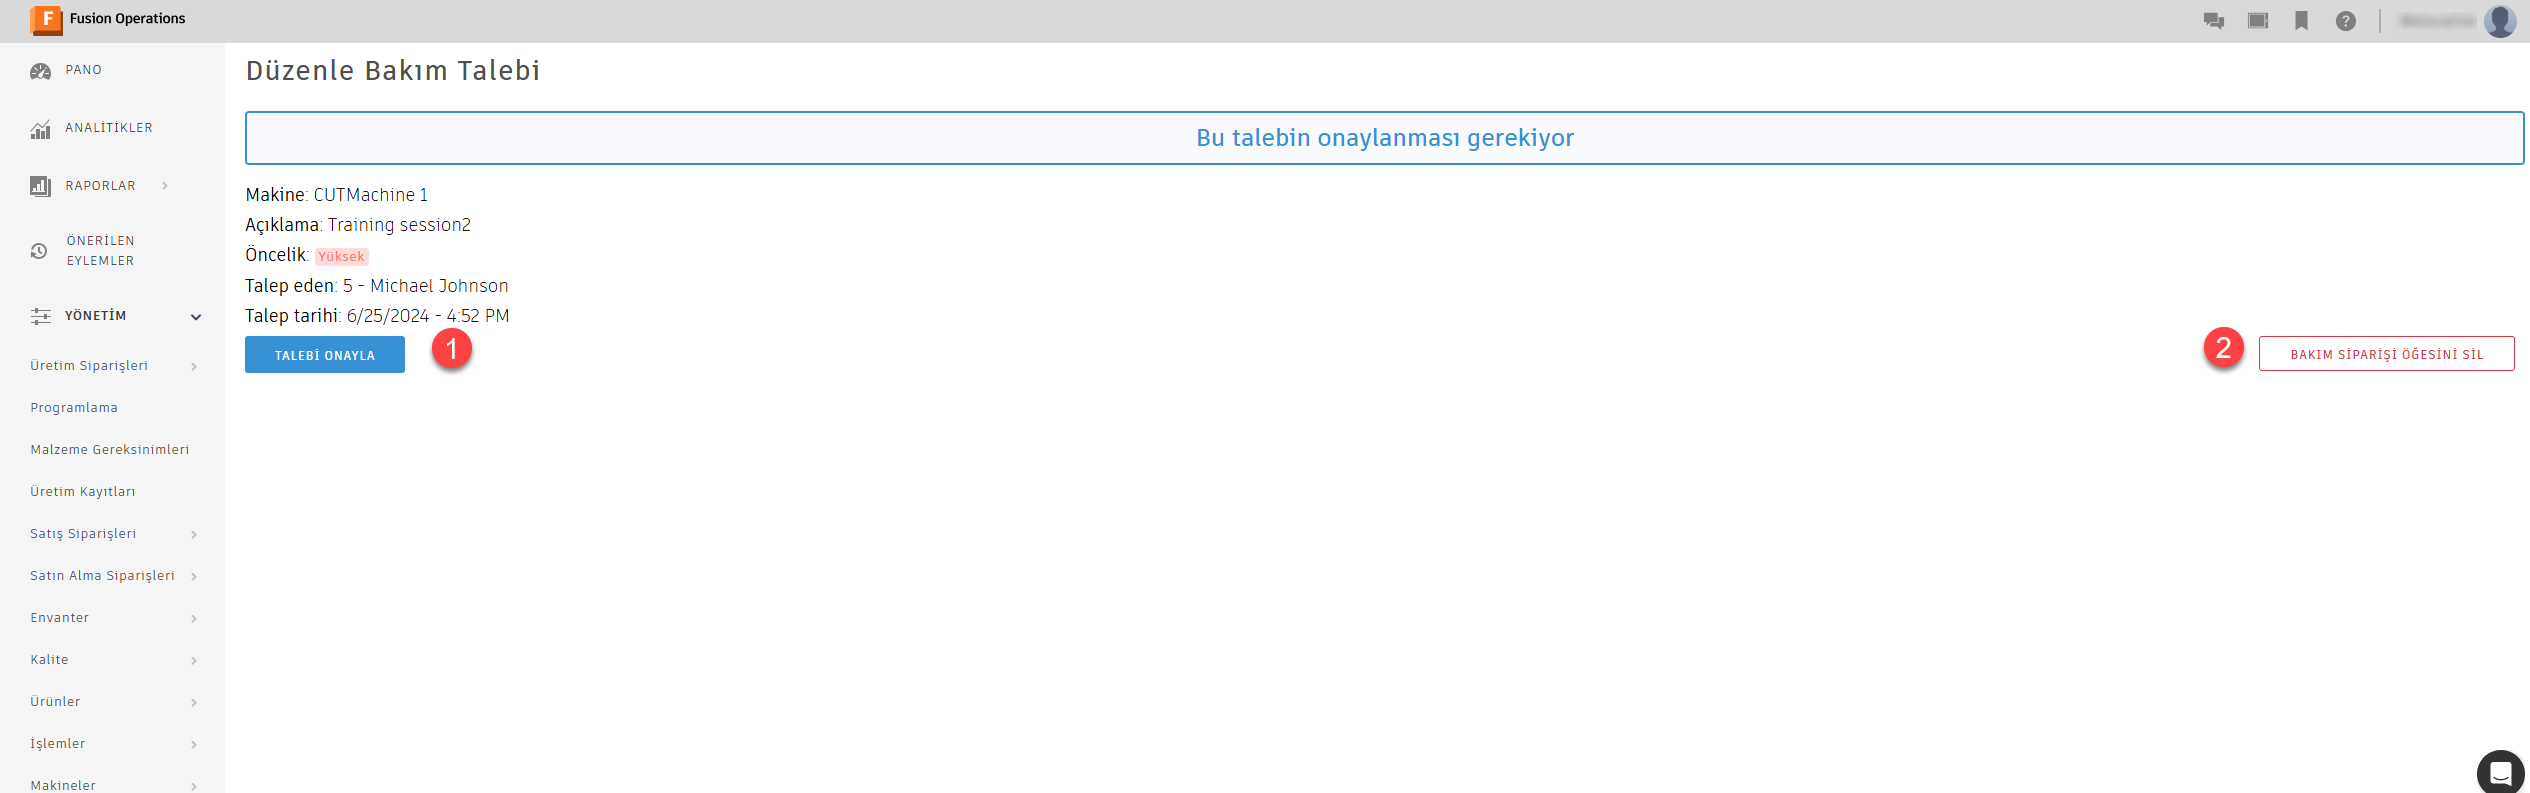 F Fusion Operations
PANO
ANALİTİKLER
RAPORLAR
ÖNERİLEN
EYLEMLER
YÖNETİM
Üretim Siparişleri
Programlama
Malzeme Gereksinimleri
Üretim Kayıtları
Satış Siparişleri
Satın Alma Siparişleri
Envanter
Kalite
Ürünler
İşlemler
Makineler
Düzenle Bakım Talebi
Bu talebin onaylanması gerekiyor
Makine: CUTMachine 1
Açıklama: Training session2
Öncelik: Yüksek
Talep eden: 5 - Michael Johnson
Talep tarihi: 6/25/2024 - 4:52 PM
TALEBİ ONAYLA
1
2
BAKIM SİPARİŞİ ÖĞESİNİ SİL